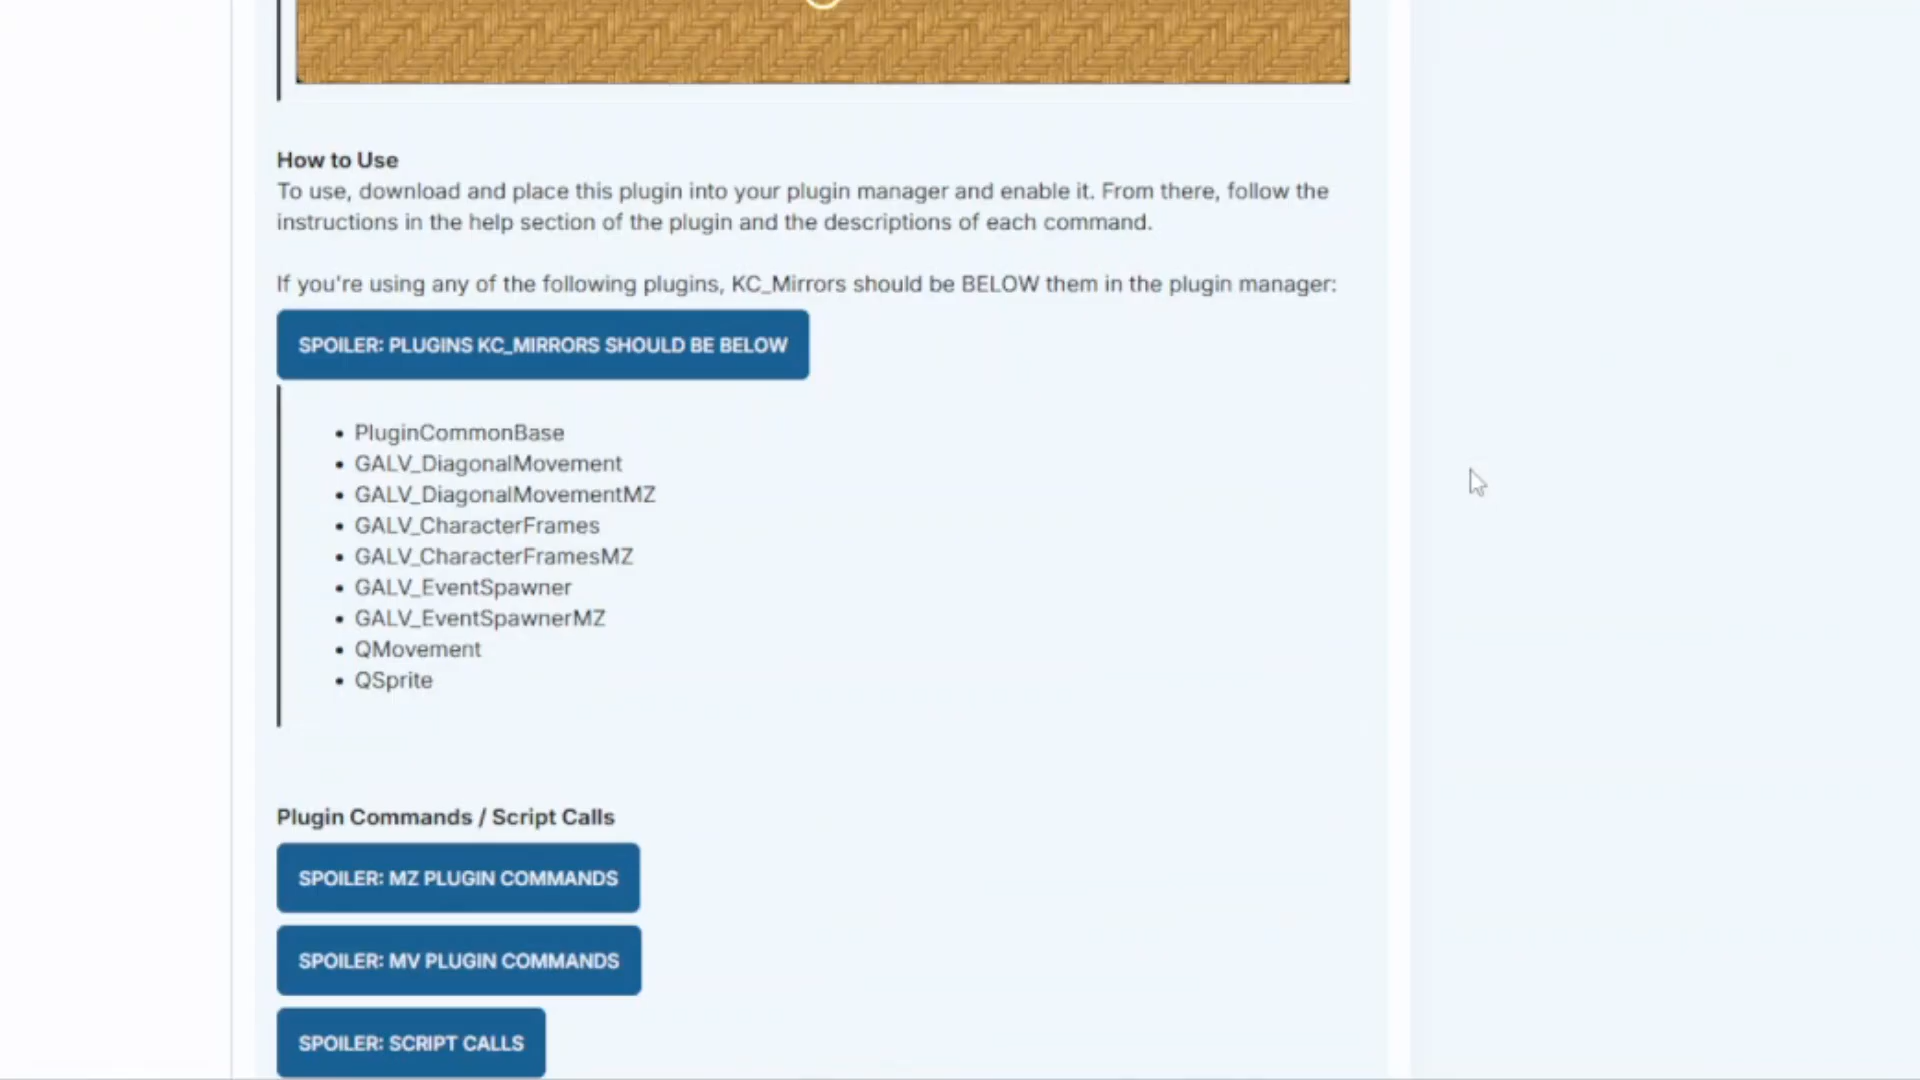 How to Use
To use, download and place this plugin into your plugin manager and enable it. From there, follow the
instructions in the help section of the plugin and the descriptions of each command.
If you're using any of the following plugins, KC_Mirrors should be BELOW them in the plugin manager:
SPOILER: PLUGINS KC_MIRRORS SHOULD BE BELOW
• PluginCommonBase
• GALV_DiagonalMovement
• GALV_DiagonalMovementMZ
• GALV_CharacterFrames
• GALV_CharacterFramesMZ
• GALV_EventSpawner
• GALV_EventSpawnerMZ
• QMovement
• QSprite
Plugin Commands / Script Calls
SPOILER: MZ PLUGIN COMMANDS
SPOILER: MV PLUGIN COMMANDS
SPOILER: SCRIPT CALLS